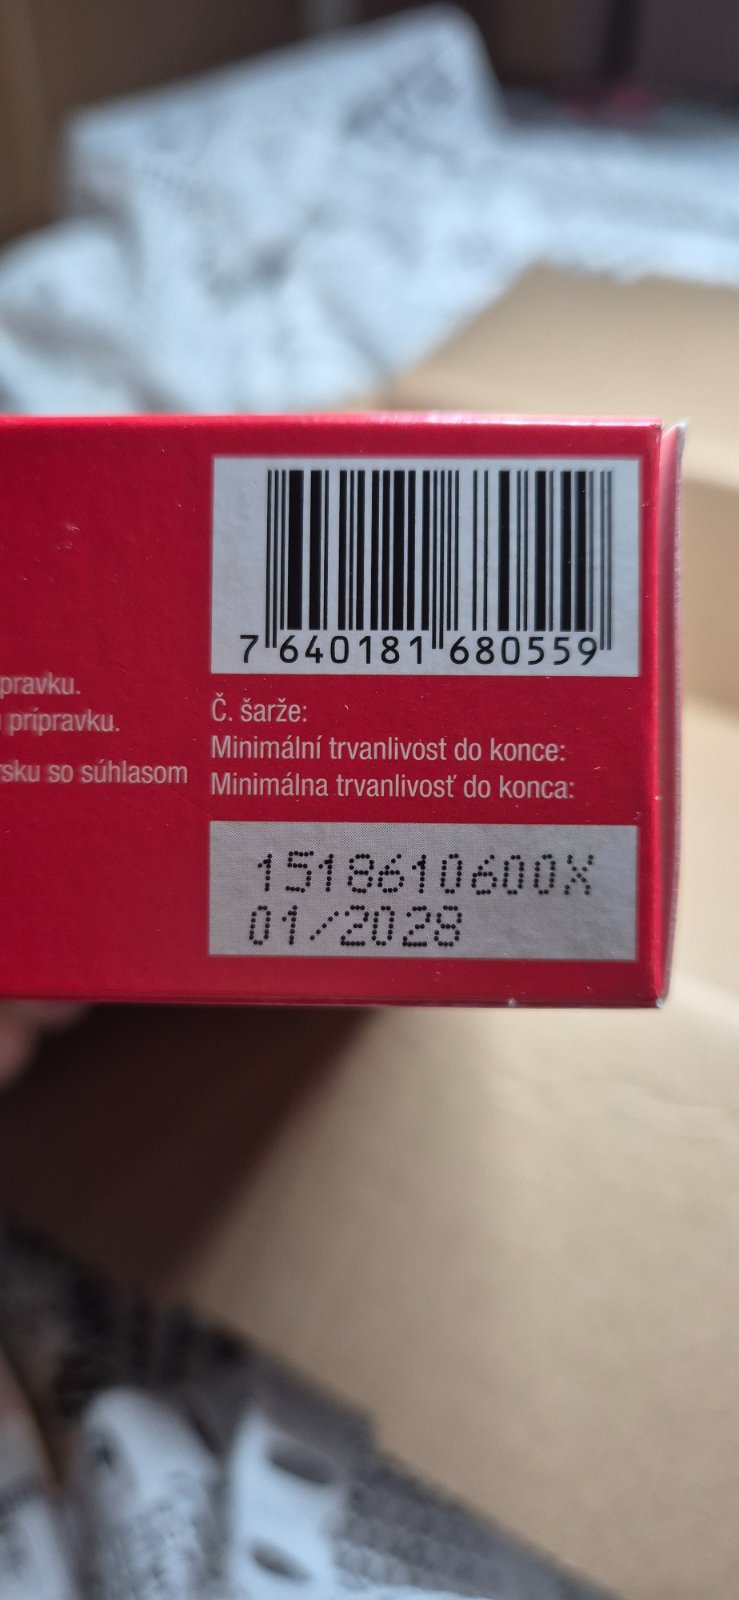 7 640181 680559
pravku.
prípravku.
rsku so súhlasom
Č. šarže:
Minimální trvanlivost do konce:
Minimálna trvanlivosť do konca:
1518610600X
01/2028